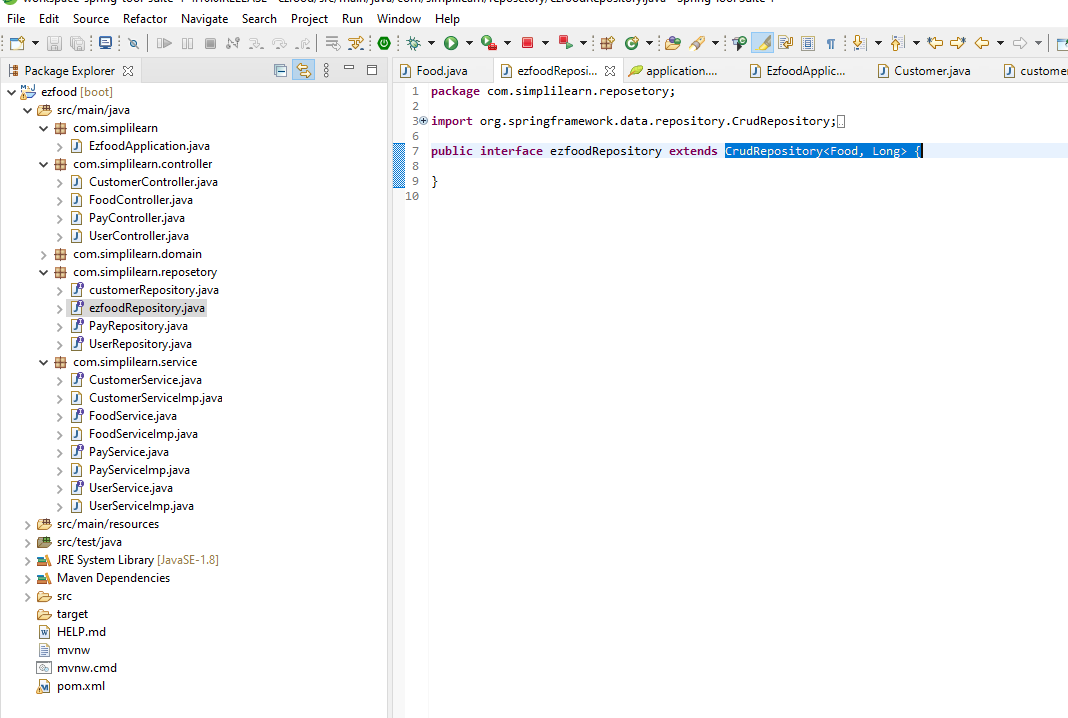 File Edit Source Refactor Navigate Search Project Run Window Help
Package Explorer
Food.java
ezfoodReposi...
application....
EzfoodApplic...
Customer.java
custome
ezfood [boot]
src/main/java
com.simplilearn
EzfoodApplication.java
com.simplilearn.controller
CustomerController.java
FoodController.java
PayController.java
UserController.java
com.simplilearn.domain
com.simplilearn.reposetory
customerRepository.java
ezfoodRepository.java
PayRepository.java
UserRepository.java
com.simplilearn.service
CustomerService.java
CustomerServiceImp.java
FoodService.java
FoodServiceImp.java
PayService.java
PayServiceImp.java
UserService.java
UserServiceImp.java
src/main/resources
src/test/java
JRE System Library [JavaSE-1.8]
Maven Dependencies
src
target
HELP.md
mvnw
mvnw.cmd
pom.xml
1 package com.simplilearn.reposetory;
2
3 import org.springframework.data.repository.CrudRepository;
6
7 public interface ezfoodRepository extends CrudRepository<Food, Long> {
8
9 }
10